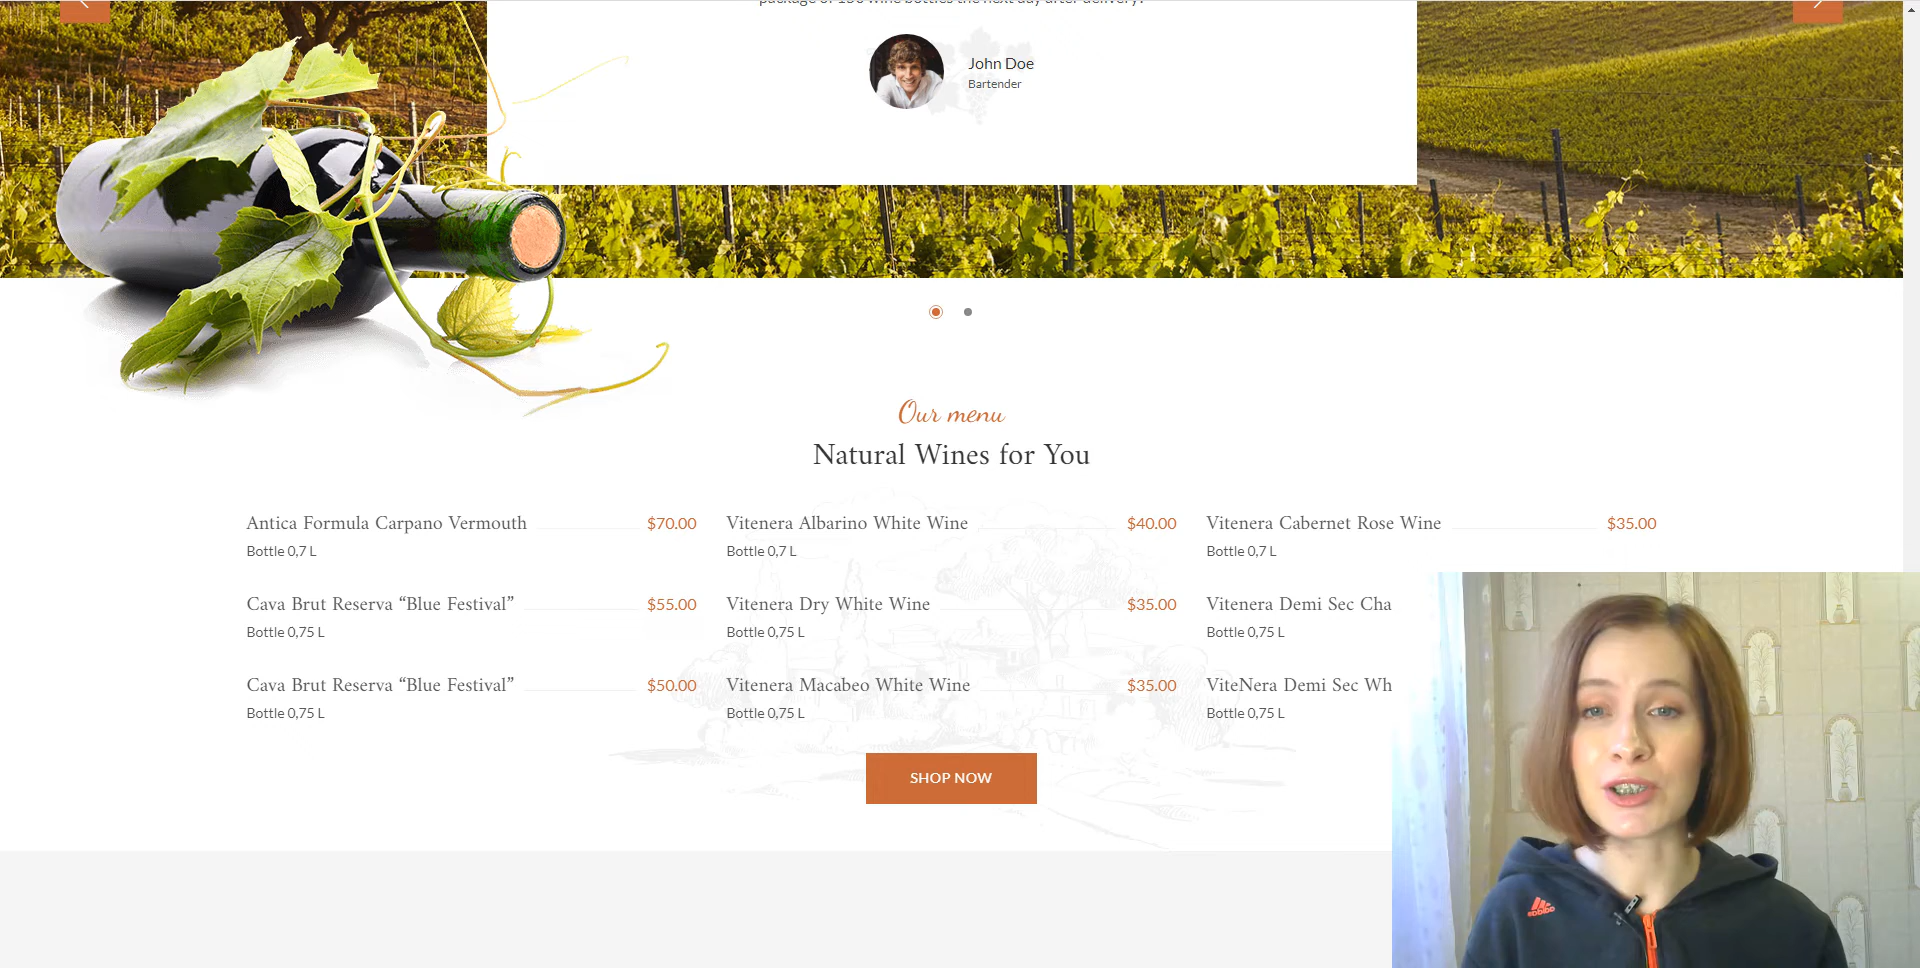 package of 150 wine bottles the next day after delivery!
John Doe
Bartender
Our menu
Natural Wines for You
Antica Formula Carpano Vermouth $70.00
Bottle 0,7 L
Cava Brut Reserva “Blue Festival” $55.00
Bottle 0,75 L
Cava Brut Reserva “Blue Festival” $50.00
Bottle 0,75 L
Vitenera Albarino White Wine $40.00
Bottle 0,7 L
Vitenera Dry White Wine $35.00
Bottle 0,75 L
Vitenera Macabeo White Wine $35.00
Bottle 0,75 L
Vitenera Cabernet Rose Wine $35.00
Bottle 0,7 L
Vitenera Demi Sec Cha
Bottle 0,75 L
ViteNera Demi Sec Wh
Bottle 0,75 L
SHOP NOW
adidas